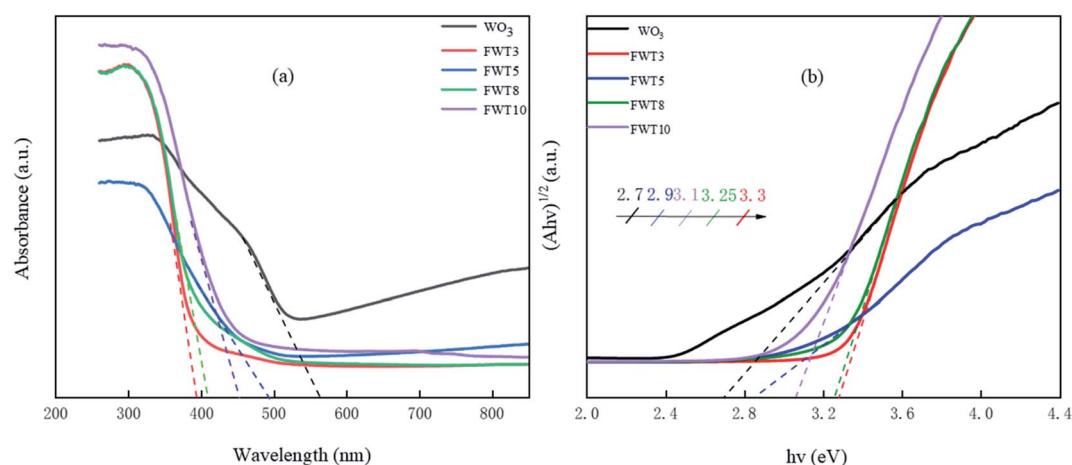 WO3
FWT3
FWT5
FWT8
FWT10
(a)
Absorbance (a.u.)
200 300 400 500 600 700 800
Wavelength (nm)
WO3
FWT3
FWT5
FWT8
FWT10
(b)
2.7 2.9 3.1 3.25 3.3
(Ahv)1/2 (a.u.)
2.0 2.4 2.8 3.2 3.6 4.0 4.4
hv (eV)